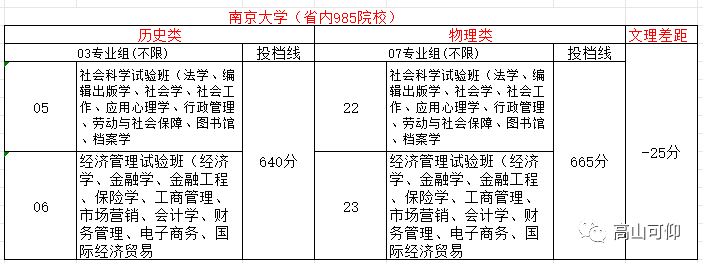 南京大学（省内985院校）
历史类 物理类 文理差距
03专业组(不限) 投档线 07专业组(不限) 投档线
05
社会科学试验班（法学、编
辑出版学、社会学、社会工
作、应用心理学、行政管理
、劳动与社会保障、图书馆
、档案学
640分
22
社会科学试验班（法学、编
辑出版学、社会学、社会工
作、应用心理学、行政管理
、劳动与社会保障、图书馆
、档案学
665分
-25分
06
经济管理试验班（经济
学、金融学、金融工程
、保险学、工商管理、
市场营销、会计学、财
务管理、电子商务、国
际经济贸易
23
经济管理试验班（经济
学、金融学、金融工程
、保险学、工商管理、
市场营销、会计学、财
务管理、电子商务、国
际经济贸易
高山可仰